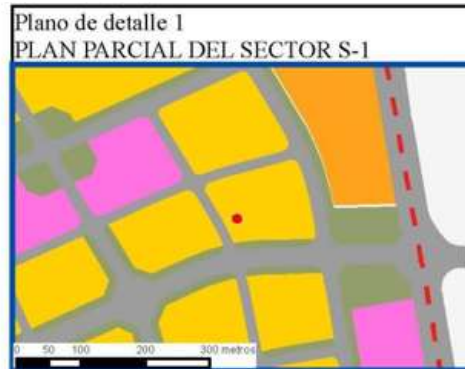 Plano de detalle 1
PLAN PARCIAL DEL SECTOR S-1
0 50 100 200 300 metros